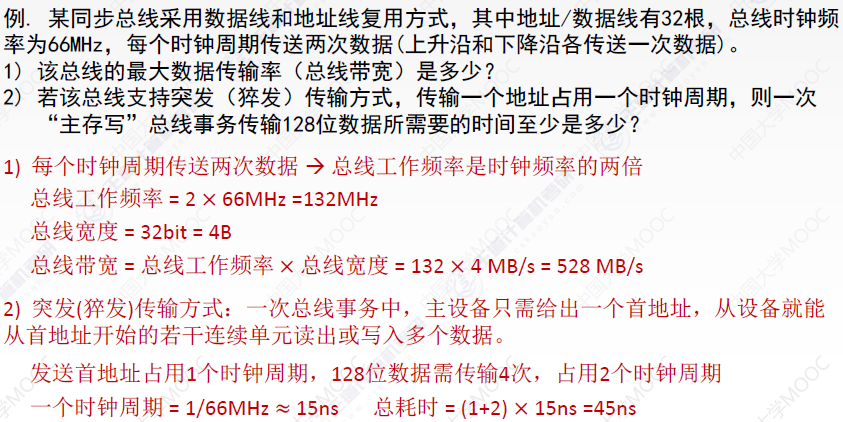 例. 某同步总线采用数据线和地址线复用方式，其中地址/数据线有32根，总线时钟频
率为66MHz，每个时钟周期传送两次数据(上升沿和下降沿各传送一次数据)。
1) 该总线的最大数据传输率（总线带宽）是多少？
2) 若该总线支持突发（猝发）传输方式，传输一个地址占用一个时钟周期，则一次
“主存写”总线事务传输128位数据所需要的时间至少是多少？
1) 每个时钟周期传送两次数据 → 总线工作频率是时钟频率的两倍
总线工作频率 = 2 × 66MHz =132MHz
总线宽度 = 32bit = 4B
总线带宽 = 总线工作频率 × 总线宽度 = 132 × 4 MB/s = 528 MB/s
2) 突发(猝发)传输方式：一次总线事务中，主设备只需给出一个首地址，从设备就能
从首地址开始的若干连续单元读出或写入多个数据。
发送首地址占用1个时钟周期，128位数据需传输4次，占用2个时钟周期
一个时钟周期 = 1/66MHz ≈ 15ns 总耗时 = (1+2) × 15ns =45ns